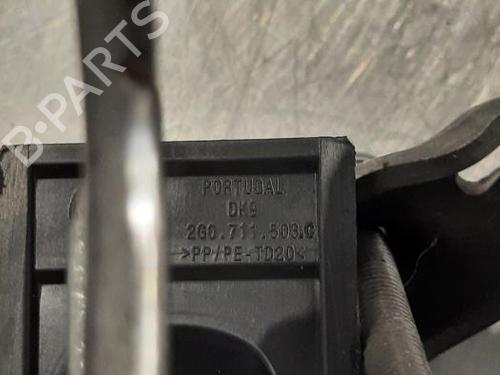 B-PARTS
PORTUGAL
DK9
2G0.711.503.C
>PP/PE-TD20<